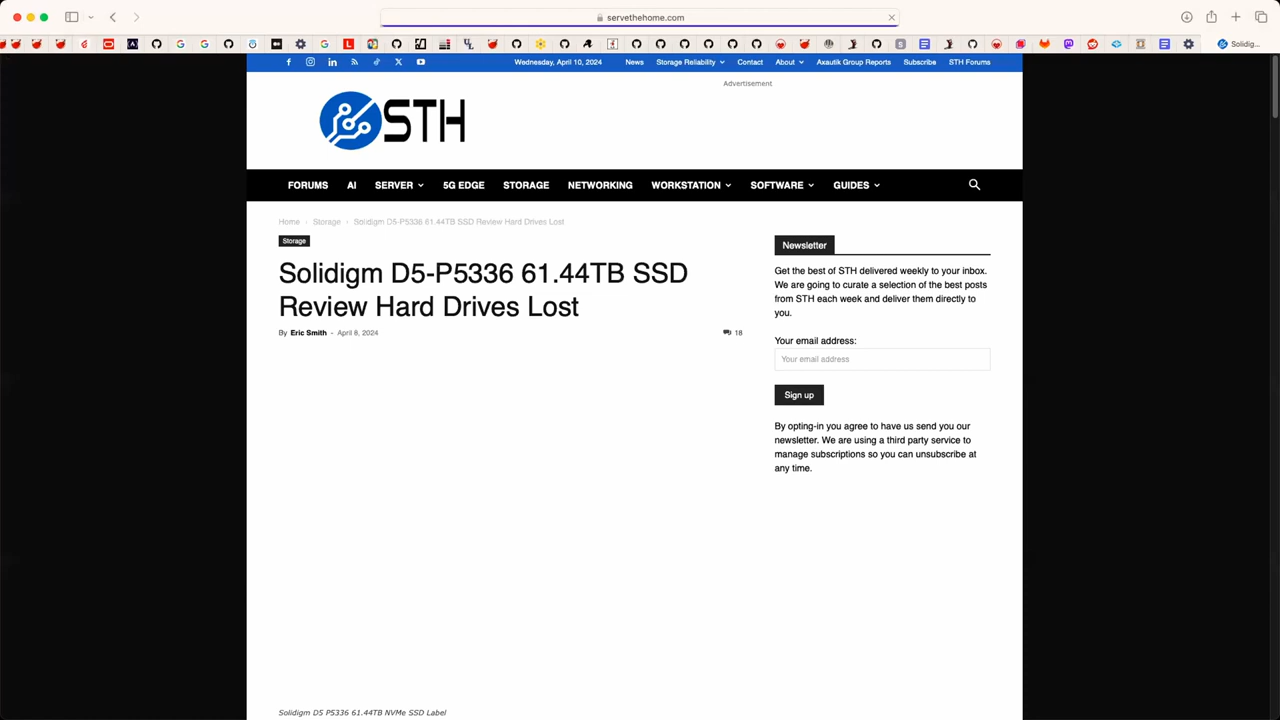 servethehome.com
Solidig...
Wednesday, April 10, 2024
News
Storage Reliability
Contact
About
Axautik Group Reports
Subscribe
STH Forums
Advertisement
STH
FORUMS
AI
SERVER
5G EDGE
STORAGE
NETWORKING
WORKSTATION
SOFTWARE
GUIDES
Home › Storage › Solidigm D5-P5336 61.44TB SSD Review Hard Drives Lost
Storage
Solidigm D5-P5336 61.44TB SSD
Review Hard Drives Lost
By Eric Smith - April 8, 2024
18
Solidigm D5 P5336 61.44TB NVMe SSD Label
Newsletter
Get the best of STH delivered weekly to your inbox.
We are going to curate a selection of the best posts
from STH each week and deliver them directly to
you.
Your email address:
Your email address
Sign up
By opting-in you agree to have us send you our
newsletter. We are using a third party service to
manage subscriptions so you can unsubscribe at
any time.